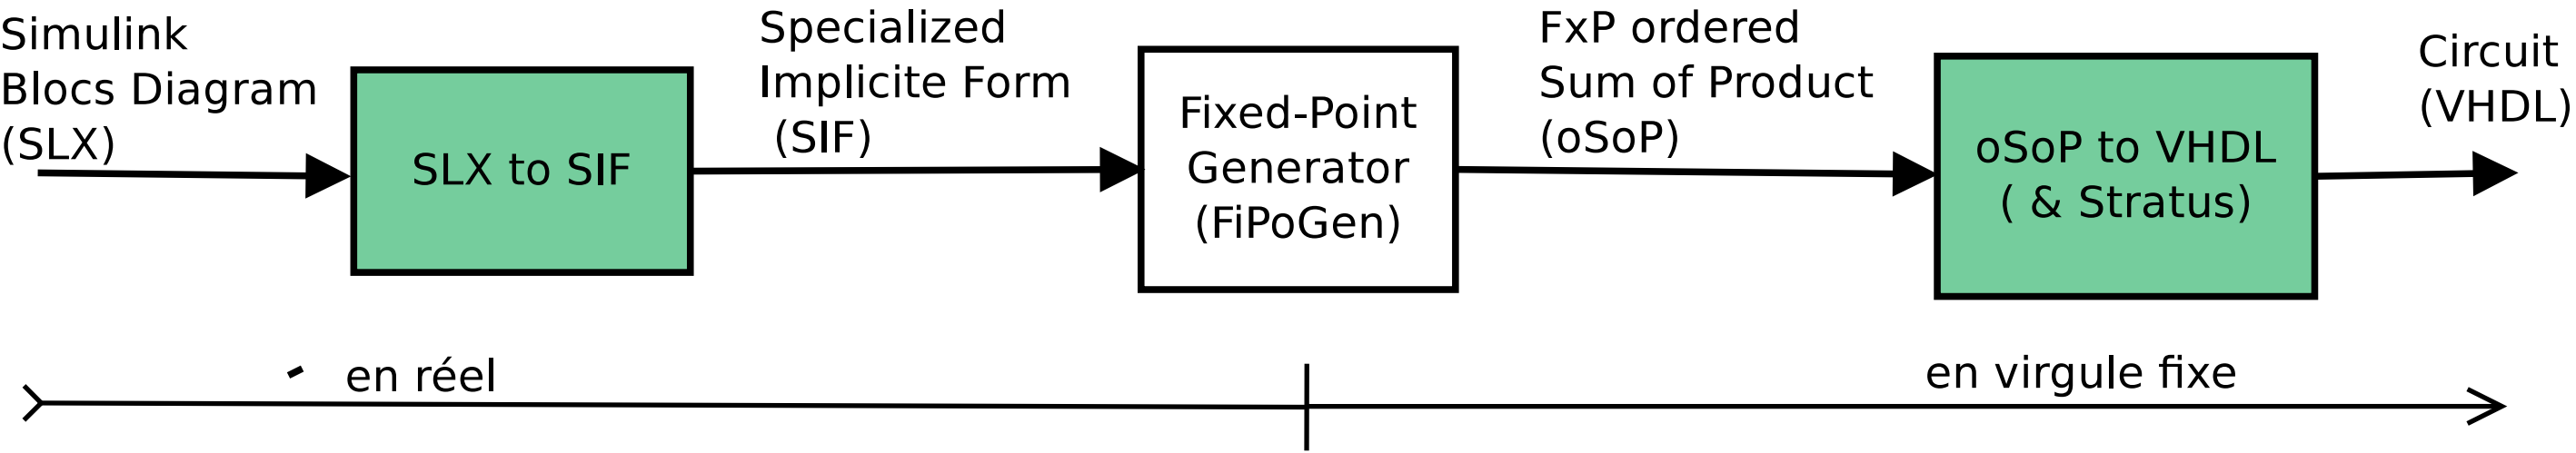 Simulink
Blocs Diagram
(SLX)
SLX to SIF
Specialized
Implicite Form
(SIF)
Fixed-Point
Generator
(FiPoGen)
FxP ordered
Sum of Product
(oSoP)
oSoP to VHDL
( & Stratus)
Circuit
(VHDL)
en réel
en virgule fixe